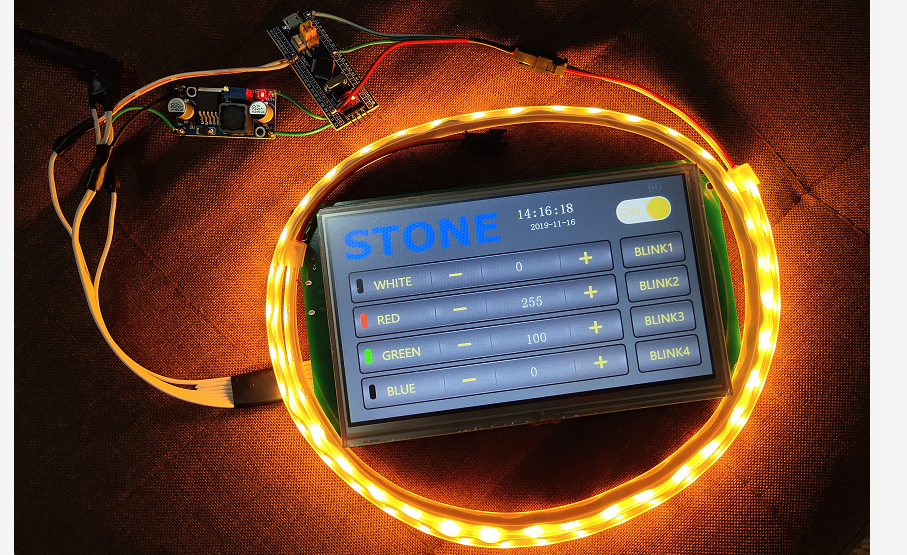 60
14:16:18
STONE
2019-11-16
BLINK1
WHITE
0
BLINK2
RED
255
BLINK3
GREEN
100
BLINK4
BLUE
0